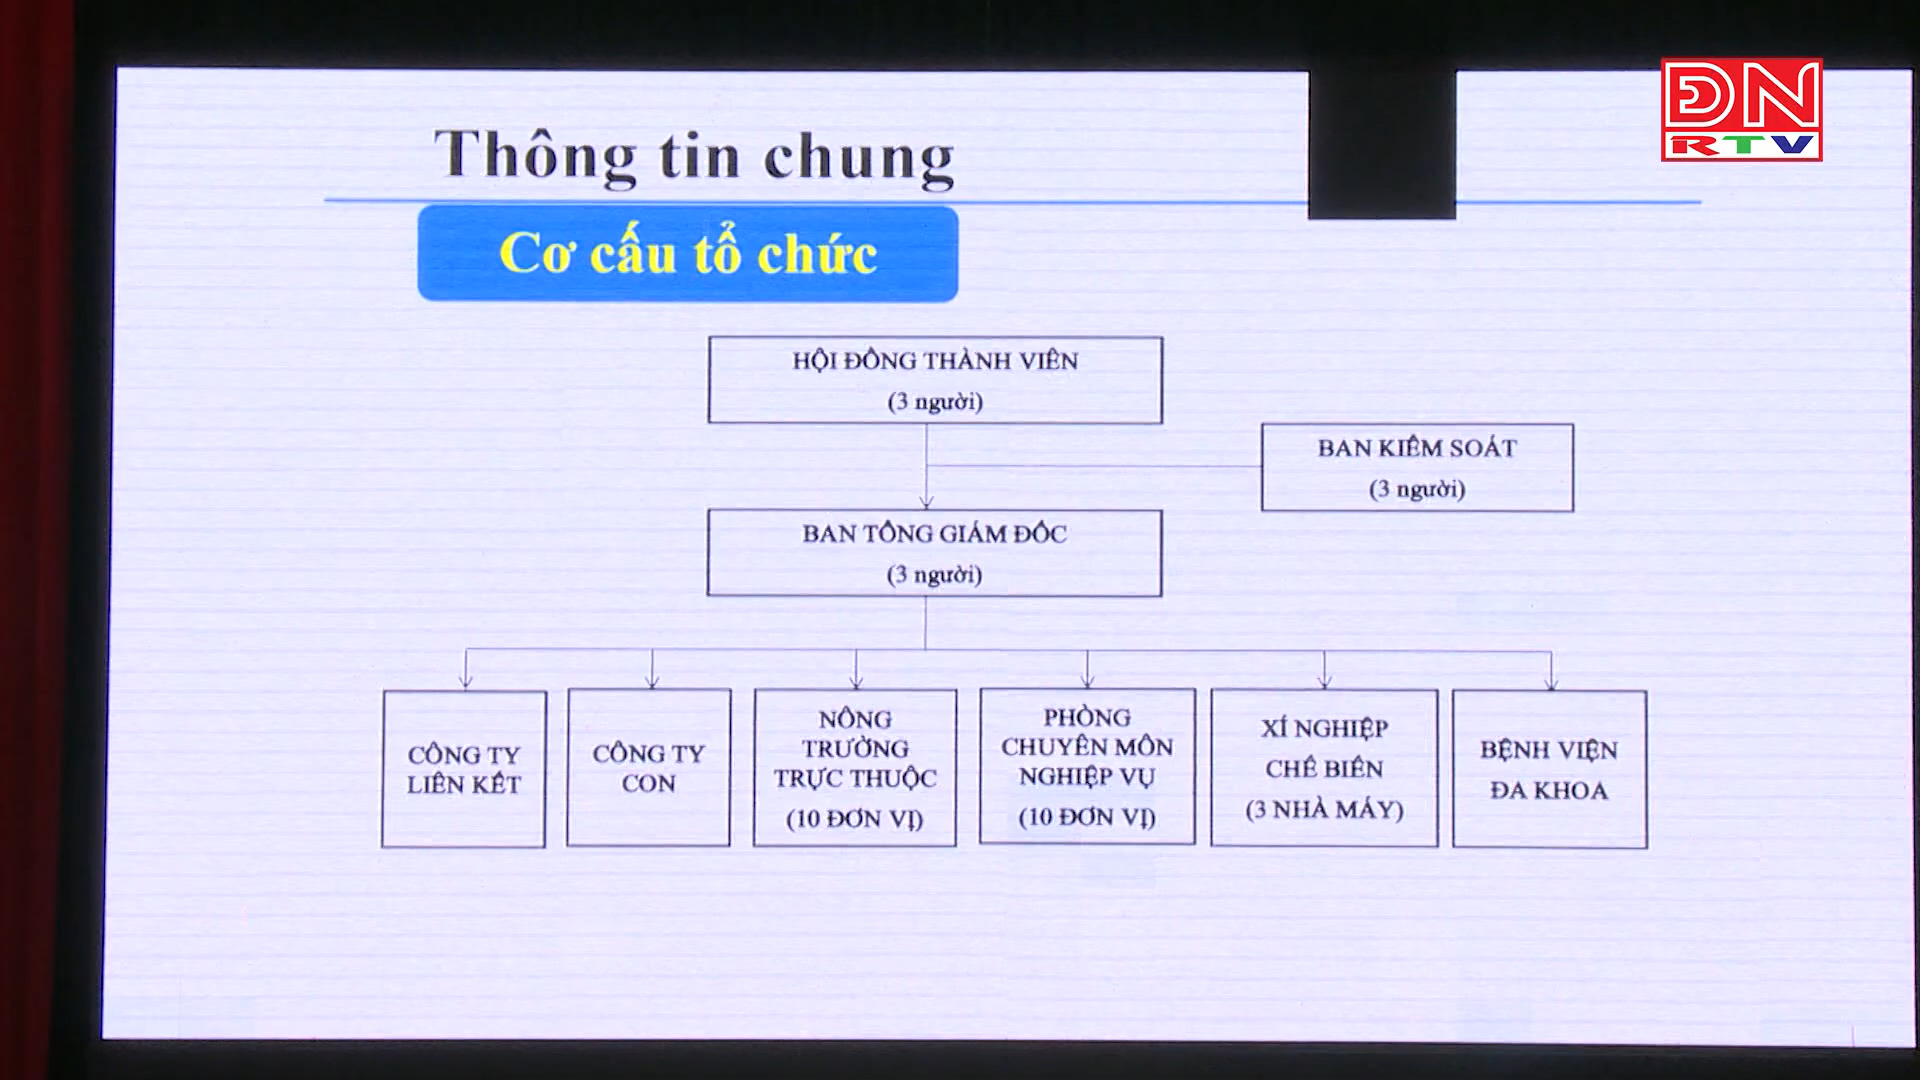 ĐN
RTV
Thông tin chung
Cơ cấu tổ chức
HỘI ĐỒNG THÀNH VIÊN
(3 người)
BAN KIỂM SOÁT
(3 người)
BAN TỔNG GIÁM ĐỐC
(3 người)
CÔNG TY
LIÊN KẾT
CÔNG TY
CON
NÔNG
TRƯỜNG
TRỰC THUỘC
(10 ĐƠN VỊ)
PHÒNG
CHUYÊN MÔN
NGHIỆP VỤ
(10 ĐƠN VỊ)
XÍ NGHIỆP
CHẾ BIẾN
(3 NHÀ MÁY)
BỆNH VIỆN
ĐA KHOA